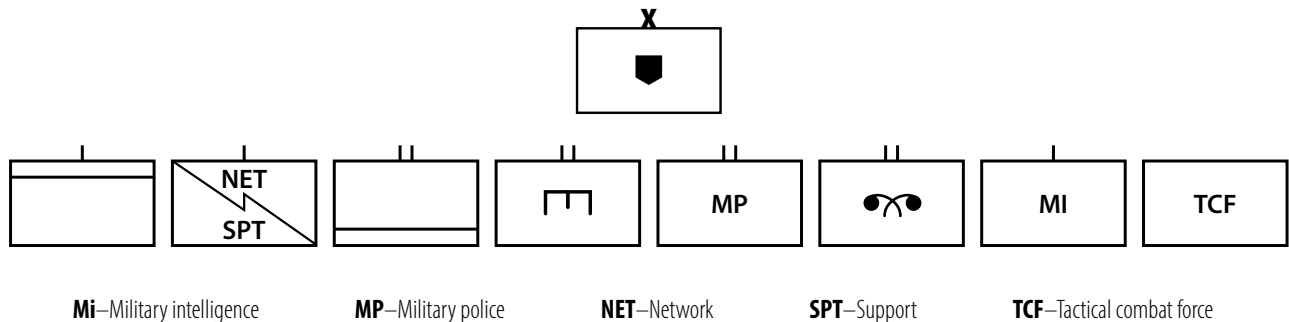 X
NET
SPT
MP
MI
TCF
Mi–Military intelligence MP–Military police NET–Network SPT–Support TCF–Tactical combat force